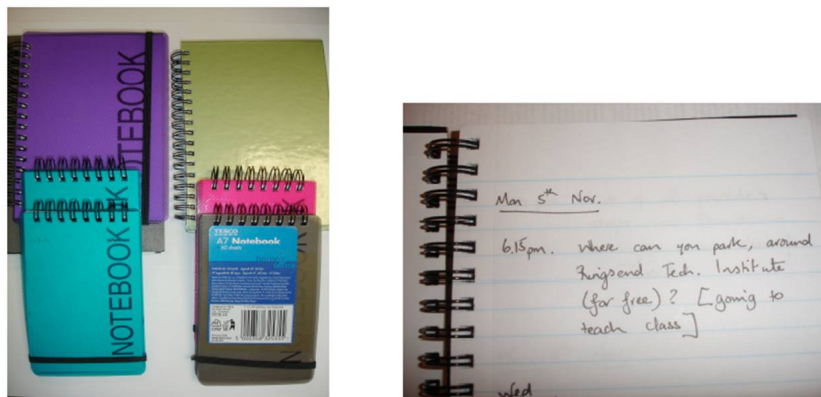 NOTEBOOK
NOTEBOOK
TESCO
A7 Notebook
Mon 5th Nov.
6.15pm. Where can you park, around
Ringsend Tech. Institute
(for free)? [going to
teach class]
Wed